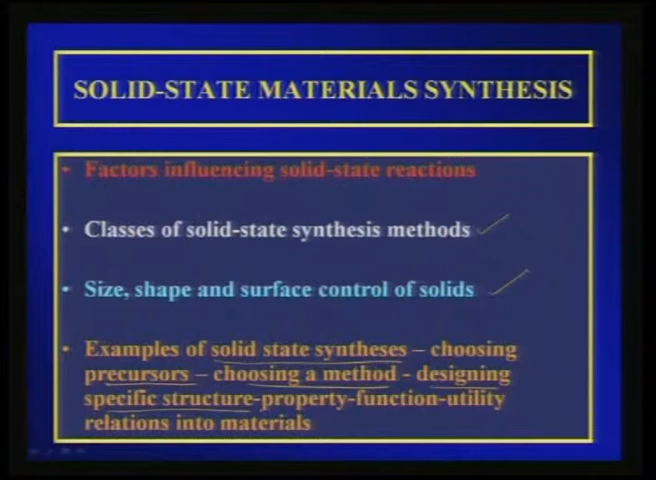 SOLID-STATE MATERIALS SYNTHESIS
• Factors influencing solid-state reactions
• Classes of solid-state synthesis methods
• Size, shape and surface control of solids
• Examples of solid state syntheses – choosing
precursors – choosing a method - designing
specific structure-property-function-utility
relations into materials